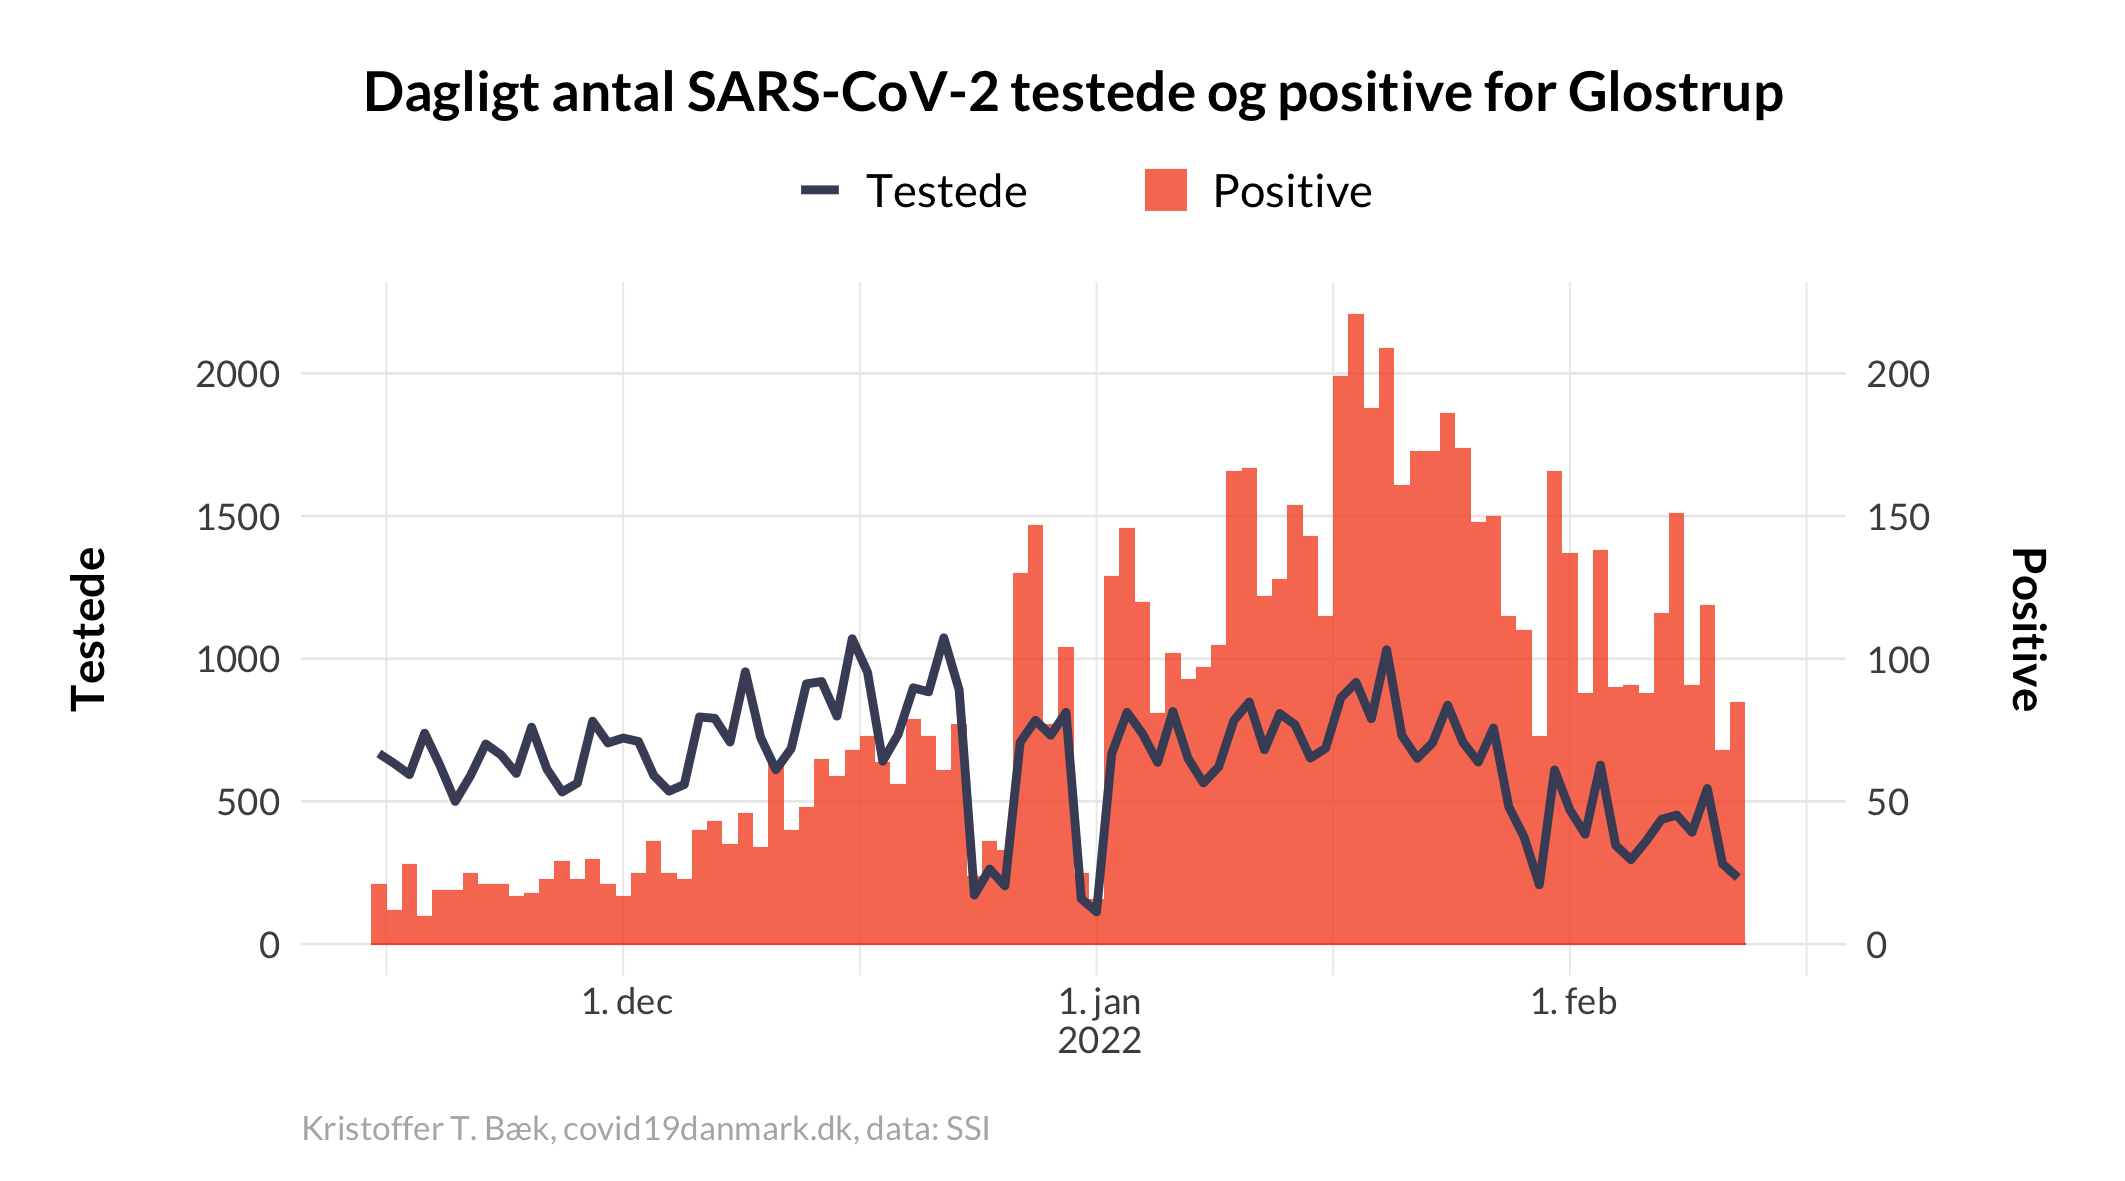 Dagligt antal SARS-CoV-2 testede og positive for Glostrup
Testede
Positive
Testede
2000
1500
1000
500
0
200
150
100
50
0
Positive
1. dec
1. jan
2022
1. feb
Kristoffer T. Bæk, covid19danmark.dk, data: SSI